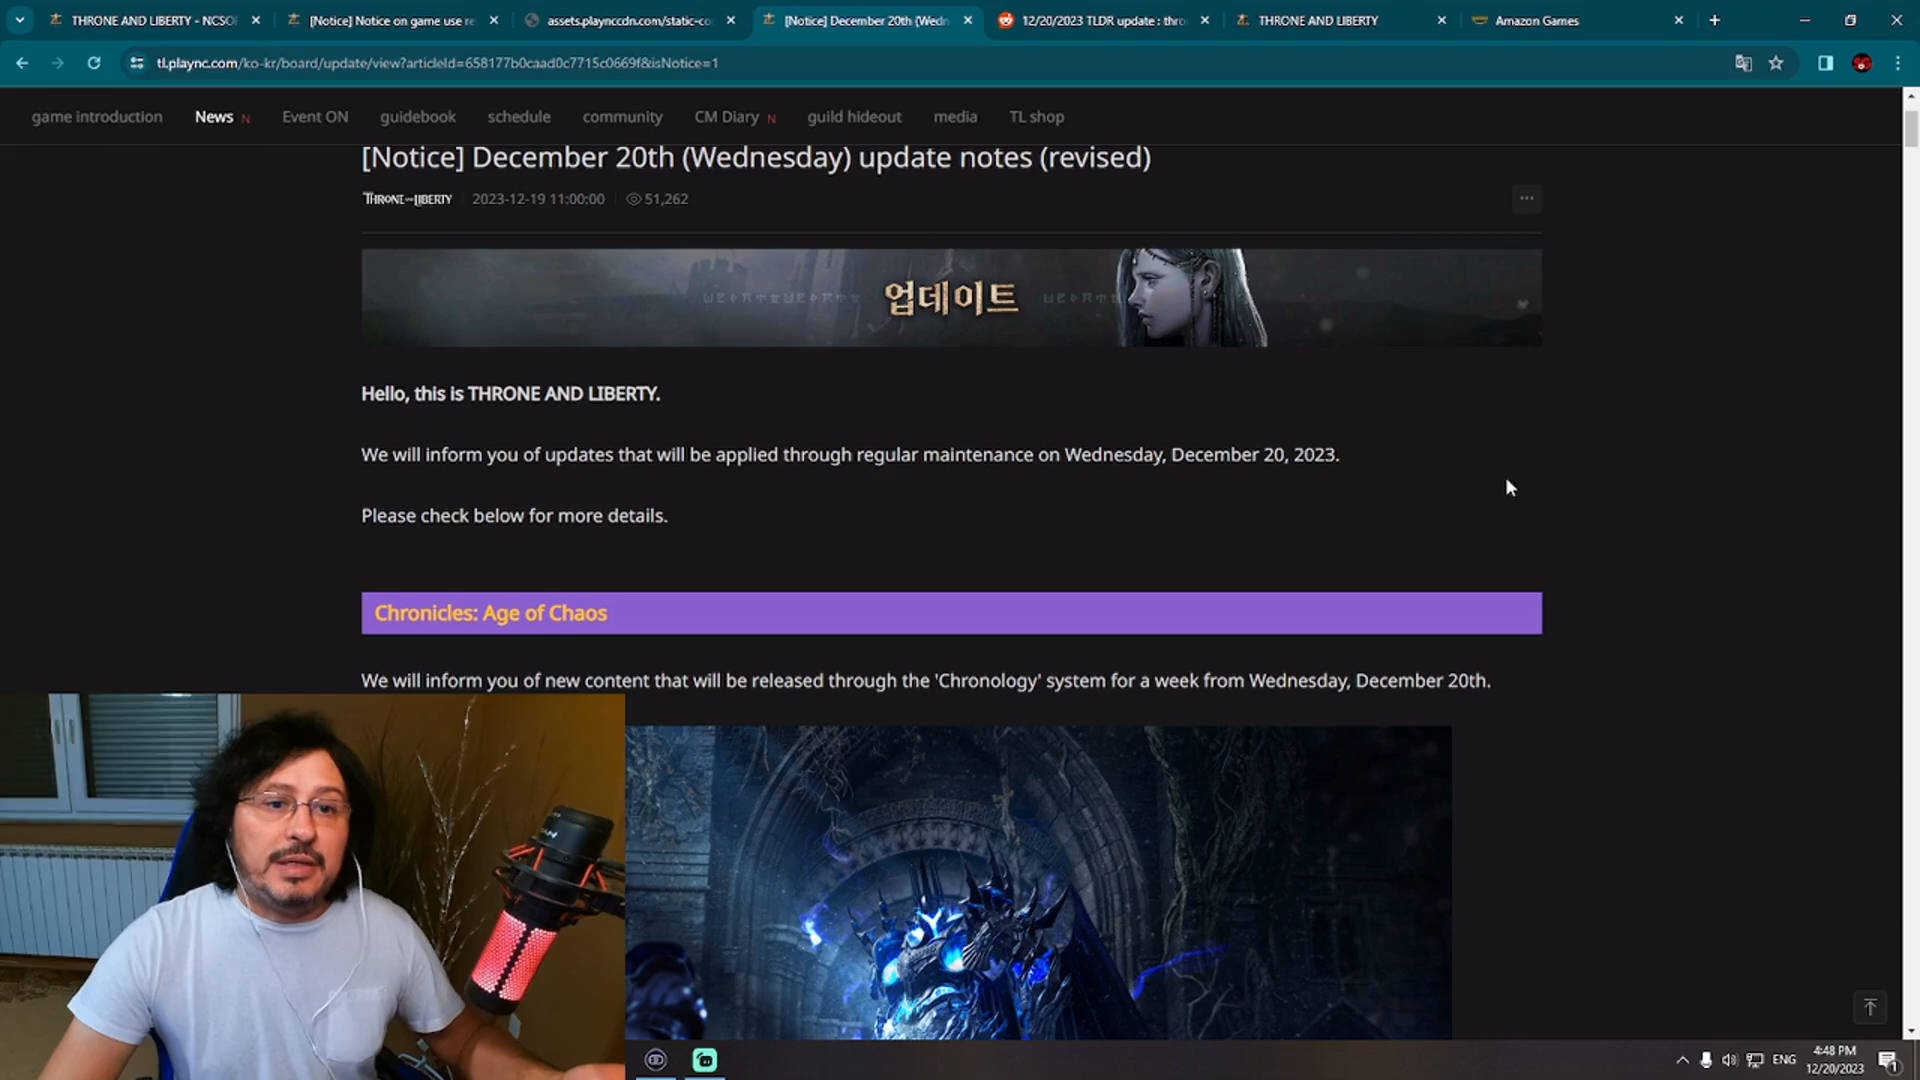 THRONE AND LIBERTY - NCSO
[Notice] Notice on game use re
assets.playnccdn.com/static-co
[Notice] December 20th (Wedn
12/20/2023 TLDR update : thro
THRONE AND LIBERTY
Amazon Games
tl.plaync.com/ko-kr/board/update/view?articleId=658177b0caad0c7715c0669f&isNotice=1
game introduction
News N
Event ON
guidebook
schedule
community
CM Diary N
guild hideout
media
TL shop
[Notice] December 20th (Wednesday) update notes (revised)
THRONE AND LIBERTY
2023-12-19 11:00:00
51,262
업데이트
Hello, this is THRONE AND LIBERTY.
We will inform you of updates that will be applied through regular maintenance on Wednesday, December 20, 2023.
Please check below for more details.
Chronicles: Age of Chaos
We will inform you of new content that will be released through the 'Chronology' system for a week from Wednesday, December 20th.
ENG
4:48 PM
12/20/2023
1